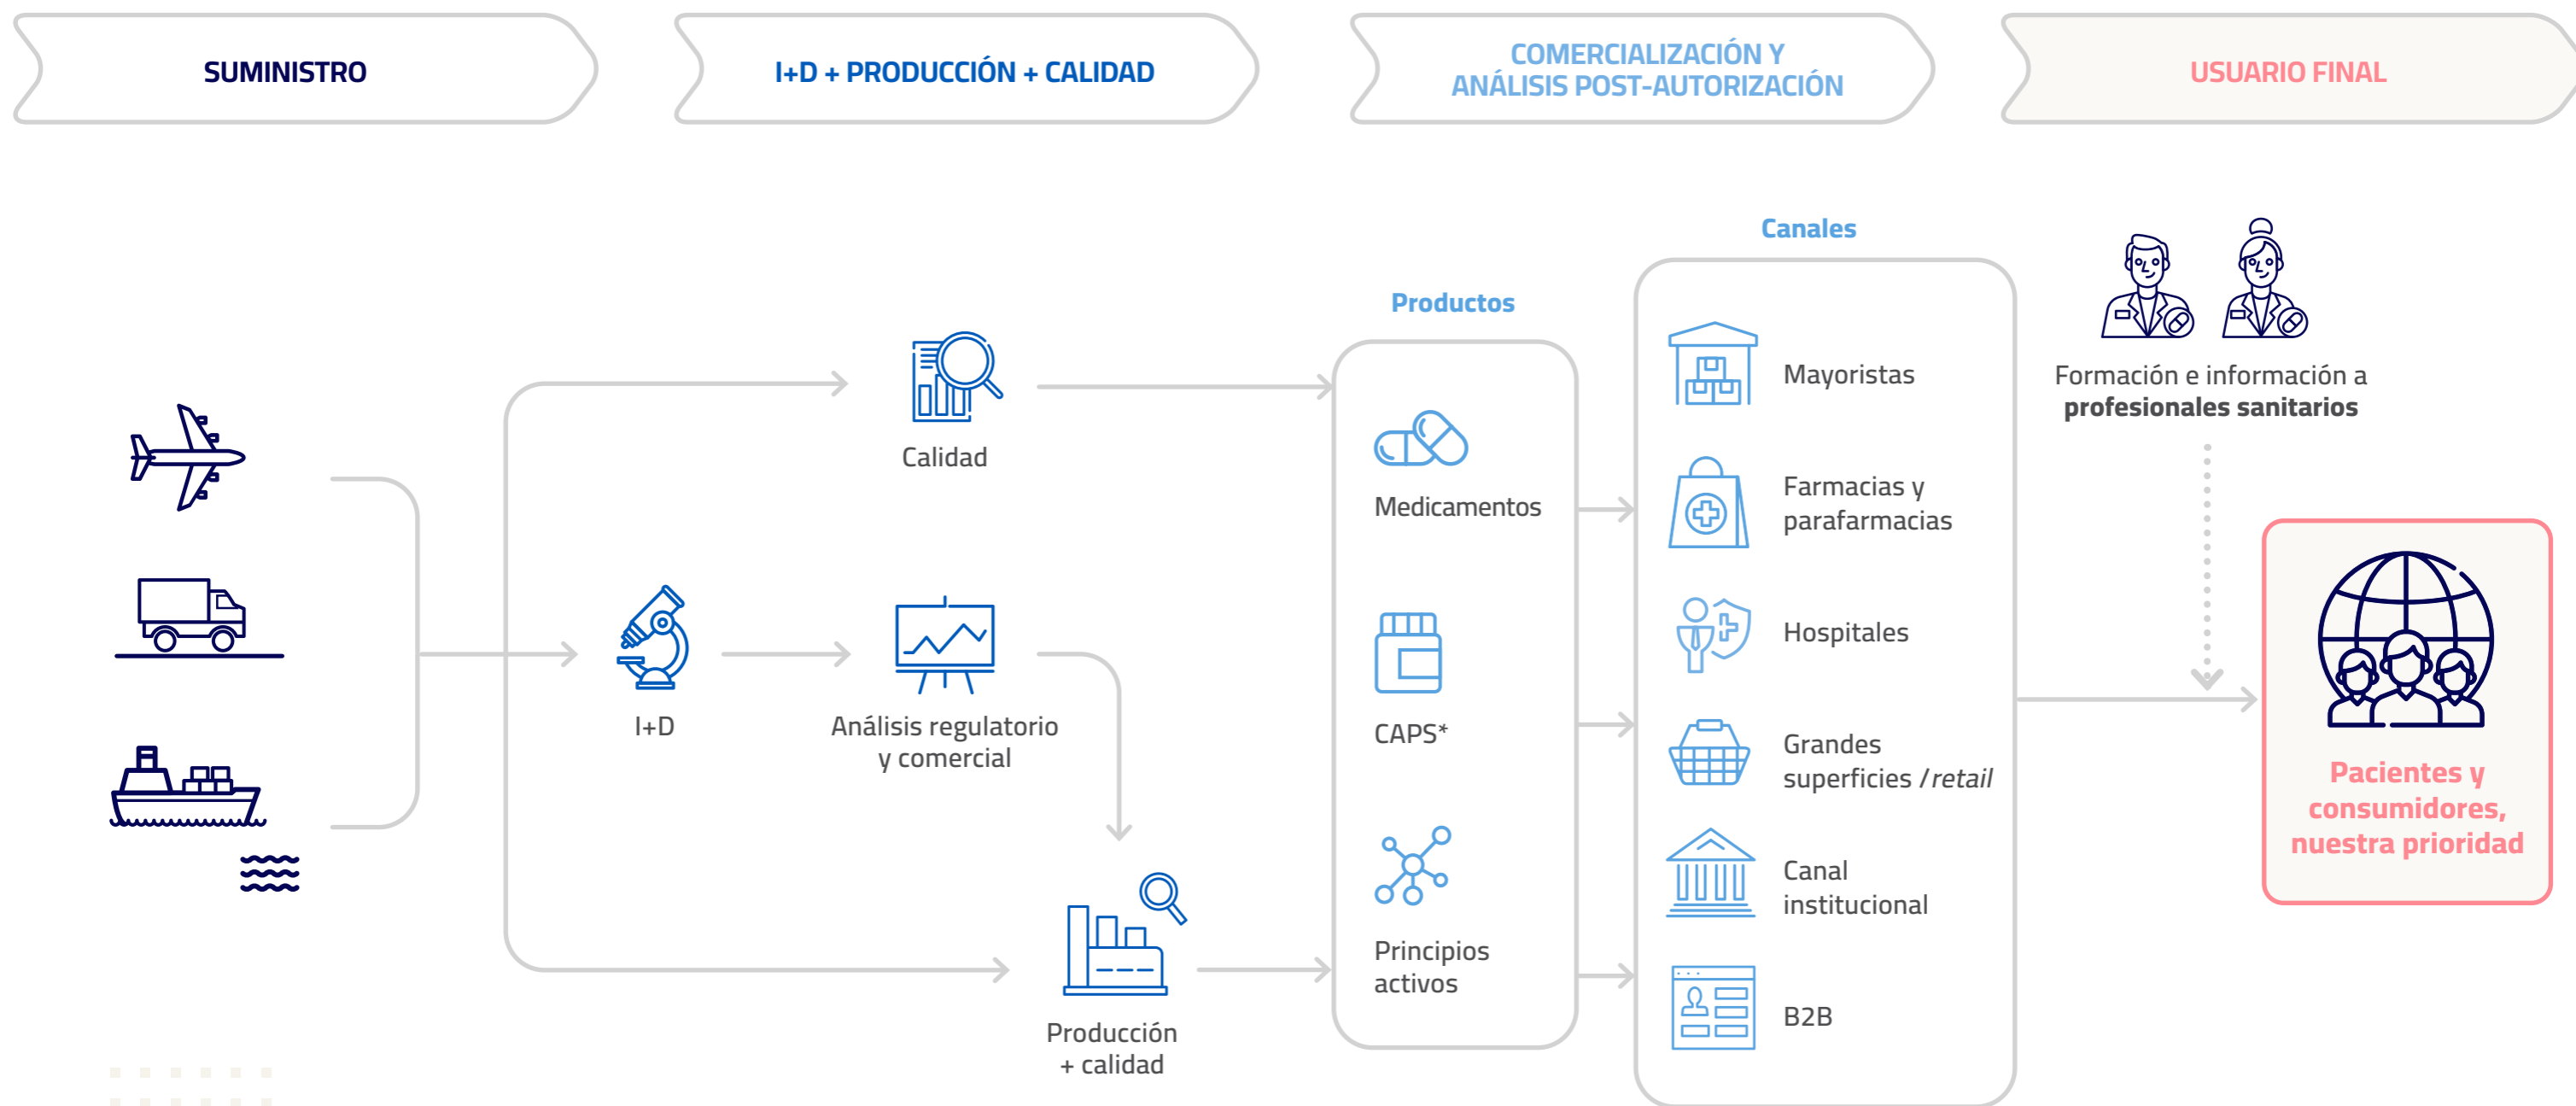 SUMINISTRO
I+D + PRODUCCIÓN + CALIDAD
COMERCIALIZACIÓN Y
ANÁLISIS POST-AUTORIZACIÓN
USUARIO FINAL
Calidad
I+D
Análisis regulatorio
y comercial
Producción
+ calidad
Productos
Medicamentos
CAPS*
Principios
activos
Canales
Mayoristas
Farmacias y
parafarmacias
Hospitales
Grandes
superficies /retail
Canal
institucional
B2B
Formación e información a
profesionales sanitarios
Pacientes y
consumidores,
nuestra prioridad